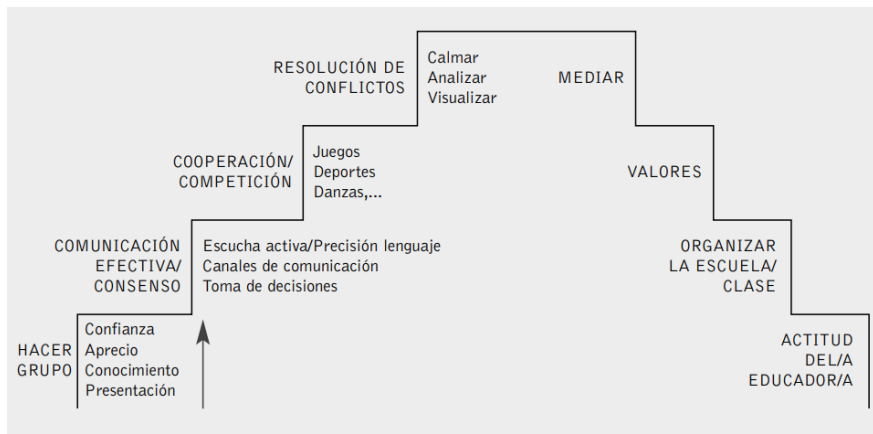 RESOLUCIÓN DE
CONFLICTOS
Calmar
Analizar
Visualizar
MEDIAR
COOPERACIÓN/
COMPETICIÓN
Juegos
Deportes
Danzas,...
VALORES
COMUNICACIÓN
EFECTIVA/
CONSENSO
Escucha activa/Precisión lenguaje
Canales de comunicación
Toma de decisiones
ORGANIZAR
LA ESCUELA/
CLASE
HACER
GRUPO
Confianza
Aprecio
Conocimiento
Presentación
ACTITUD
DEL/A
EDUCADOR/A